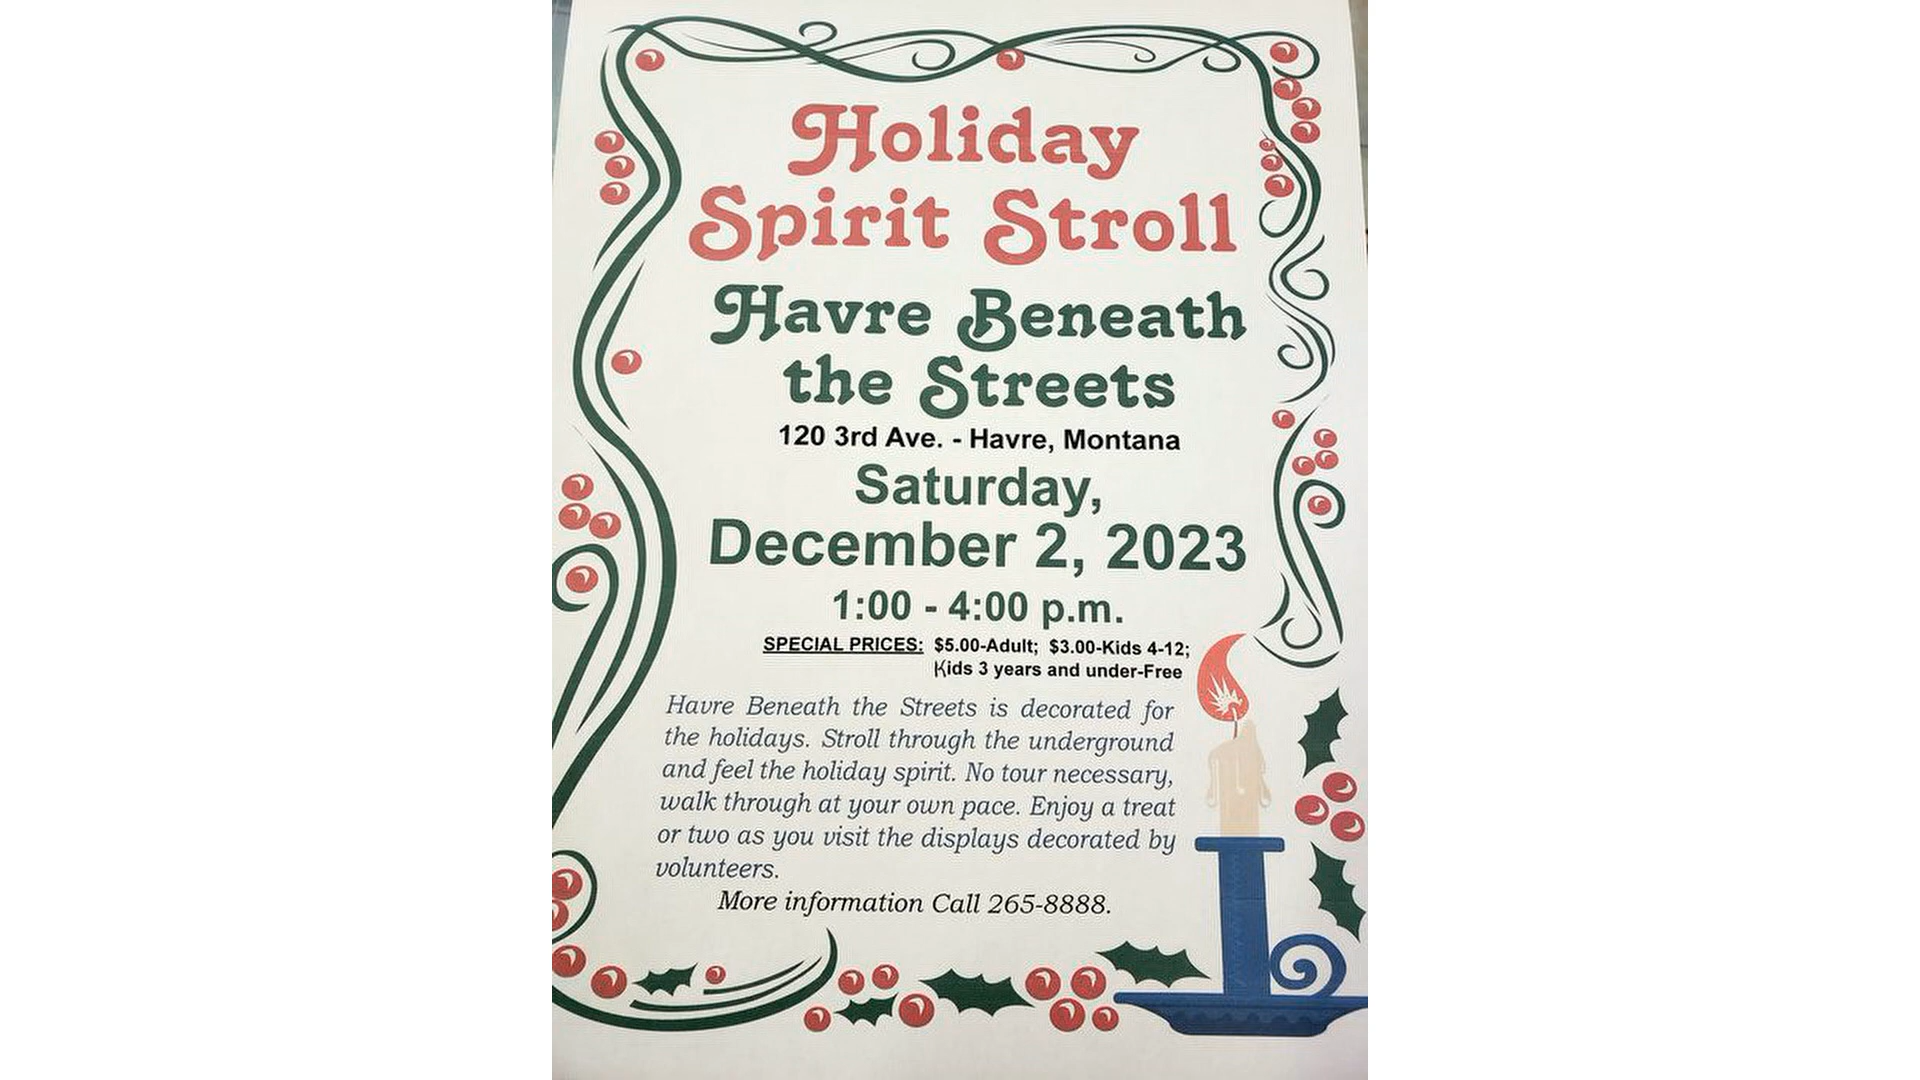 Holiday
Spirit Stroll
Havre Beneath
the Streets
120 3rd Ave. - Havre, Montana
Saturday,
December 2, 2023
1:00 - 4:00 p.m.
SPECIAL PRICES: $5.00-Adult; $3.00-Kids 4-12;
Kids 3 years and under-Free
Havre Beneath the Streets is decorated for
the holidays. Stroll through the underground
and feel the holiday spirit. No tour necessary,
walk through at your own pace. Enjoy a treat
or two as you visit the displays decorated by
volunteers.
More information Call 265-8888.